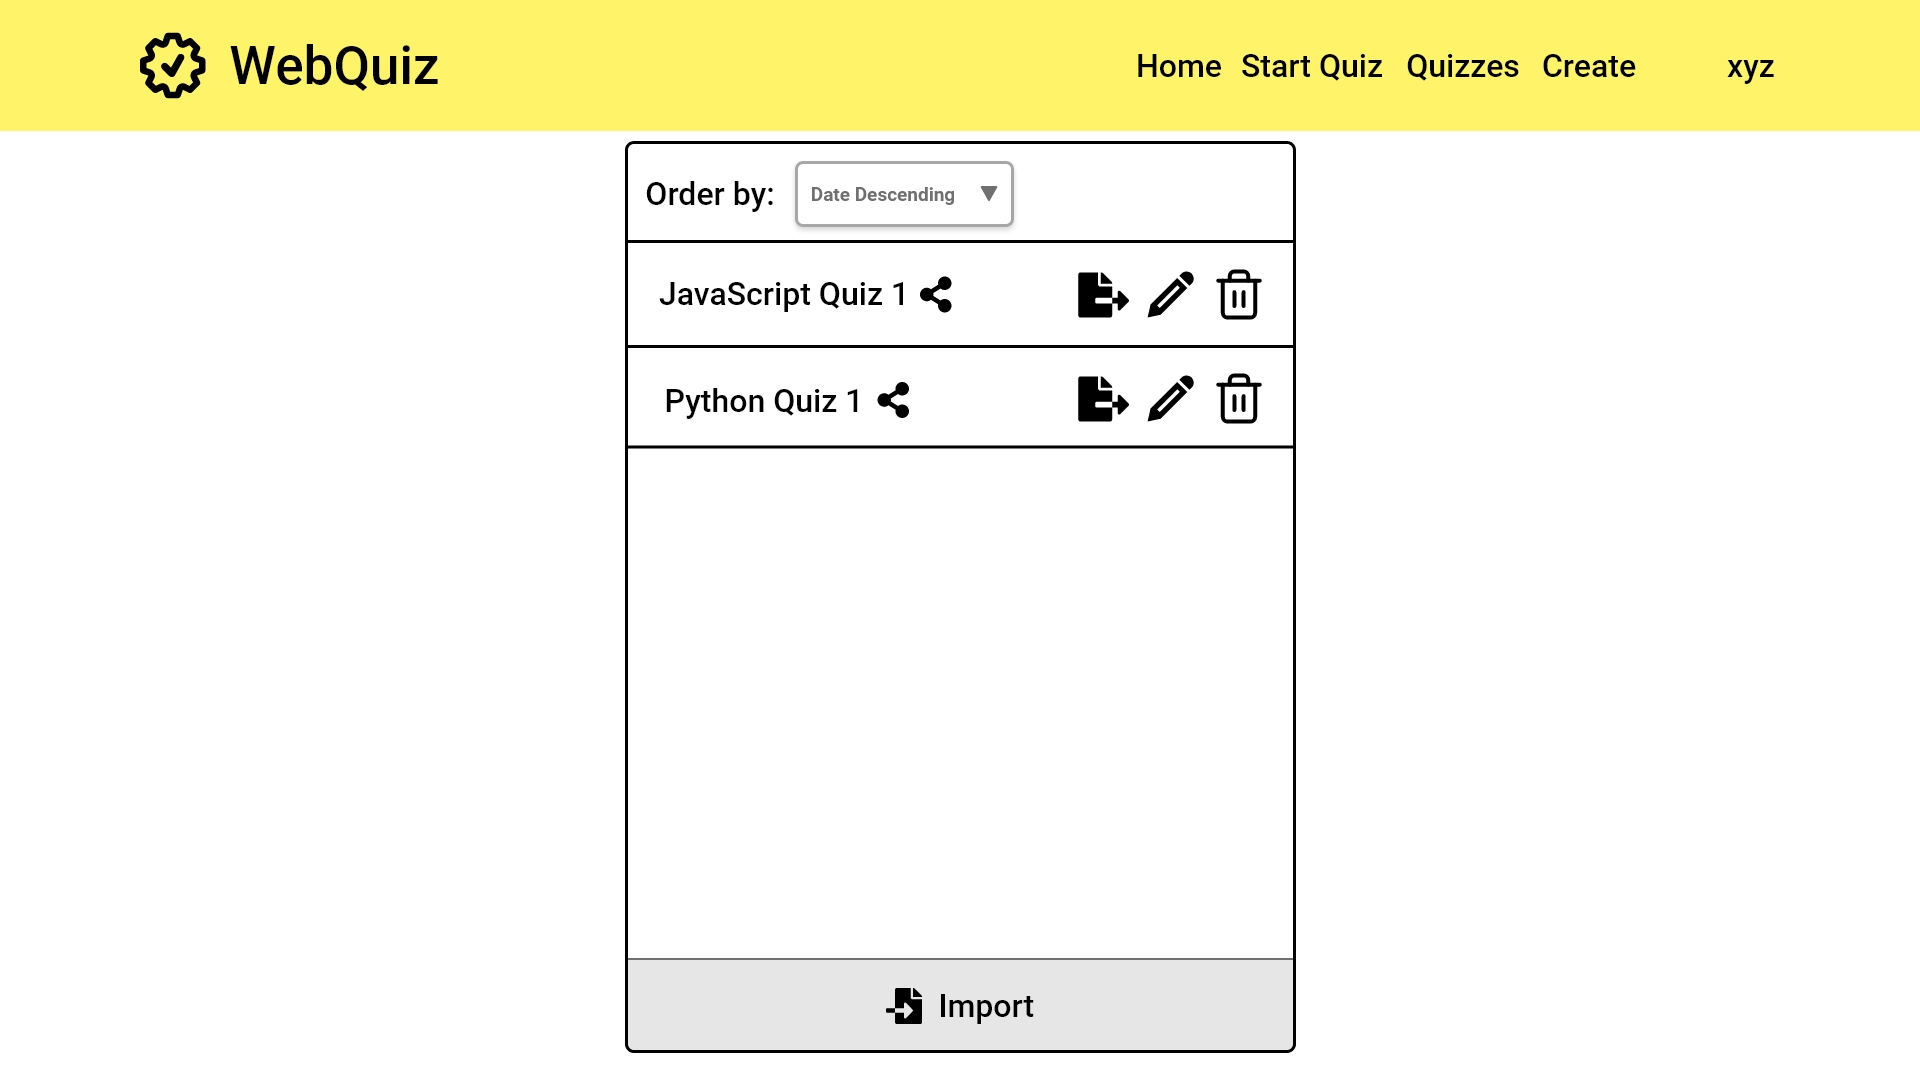 WebQuiz
Home Start Quiz Quizzes Create xyz
Order by: Date Descending
JavaScript Quiz 1
Python Quiz 1
Import